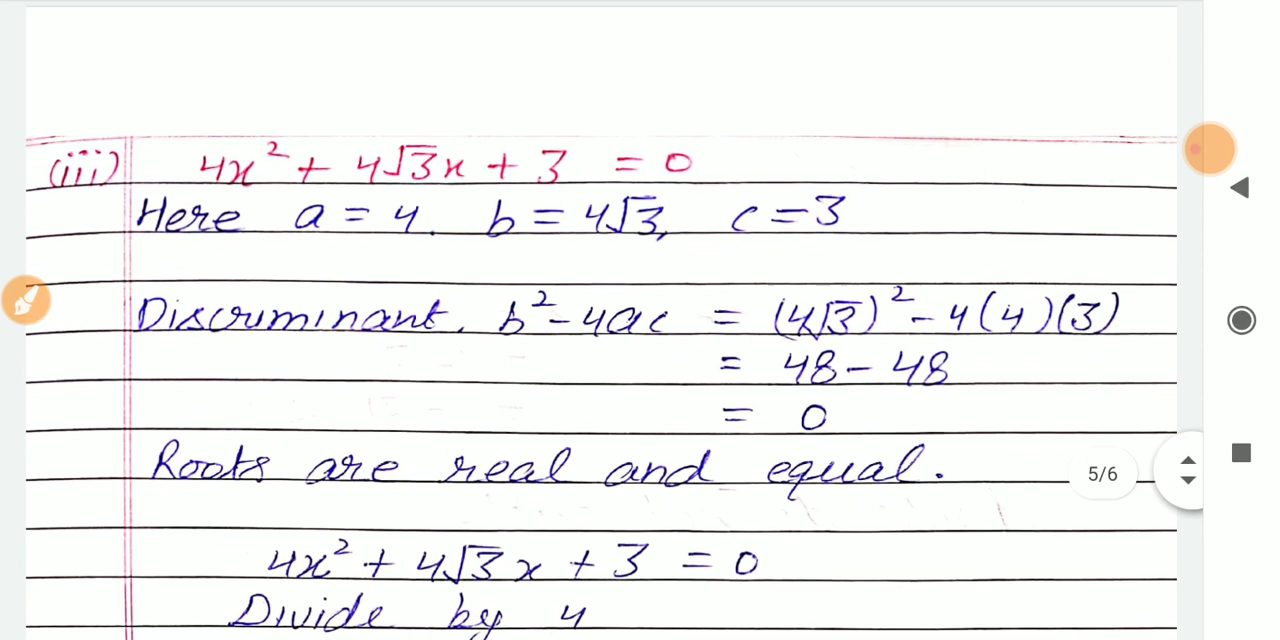 (iii) 4x² + 4√3x + 3 = 0
Here a = 4. b = 4√3, c = 3
Discriminant. b² - 4ac = (4√3)² - 4(4)(3)
= 48 - 48
= 0
Roots are real and equal.
5/6
4x² + 4√3x + 3 = 0
Divide by 4